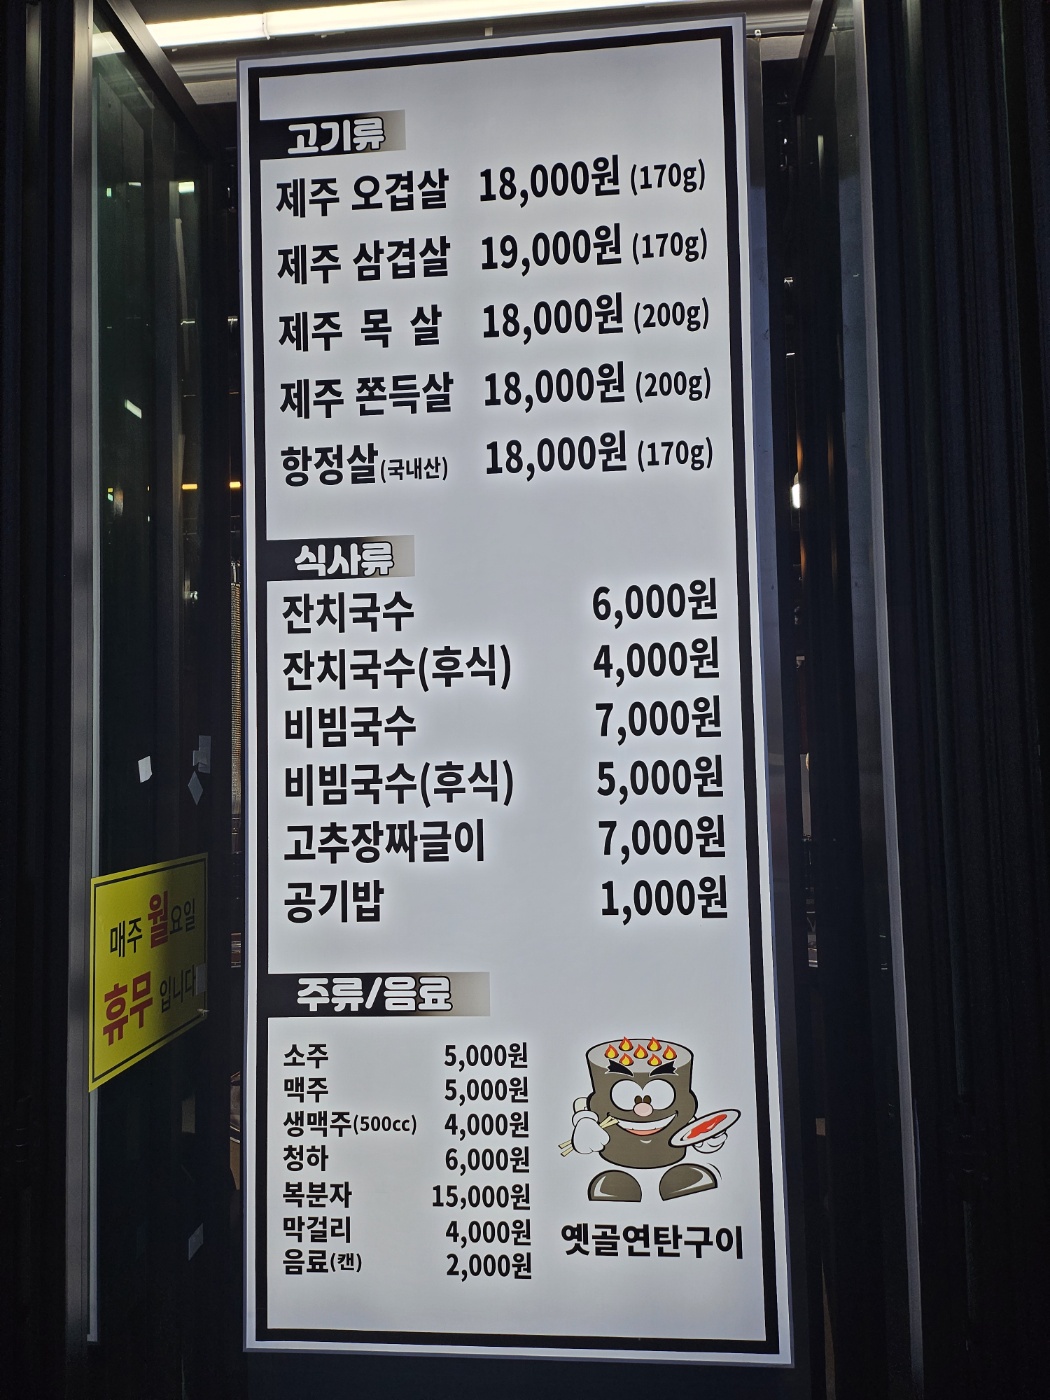 고기류
제주 오겹살 18,000원 (170g)
제주 삼겹살 19,000원 (170g)
제주 목 살 18,000원 (200g)
제주 쫀득살 18,000원 (200g)
항정살(국내산) 18,000원 (170g)
식사류
잔치국수 6,000원
잔치국수(후식) 4,000원
비빔국수 7,000원
비빔국수(후식) 5,000원
고추장짜글이 7,000원
공기밥 1,000원
주류/음료
소주 5,000원
맥주 5,000원
생맥주(500cc) 4,000원
청하 6,000원
복분자 15,000원
막걸리 4,000원
음료(캔) 2,000원
옛골연탄구이
매주 월요일
휴무 입니다